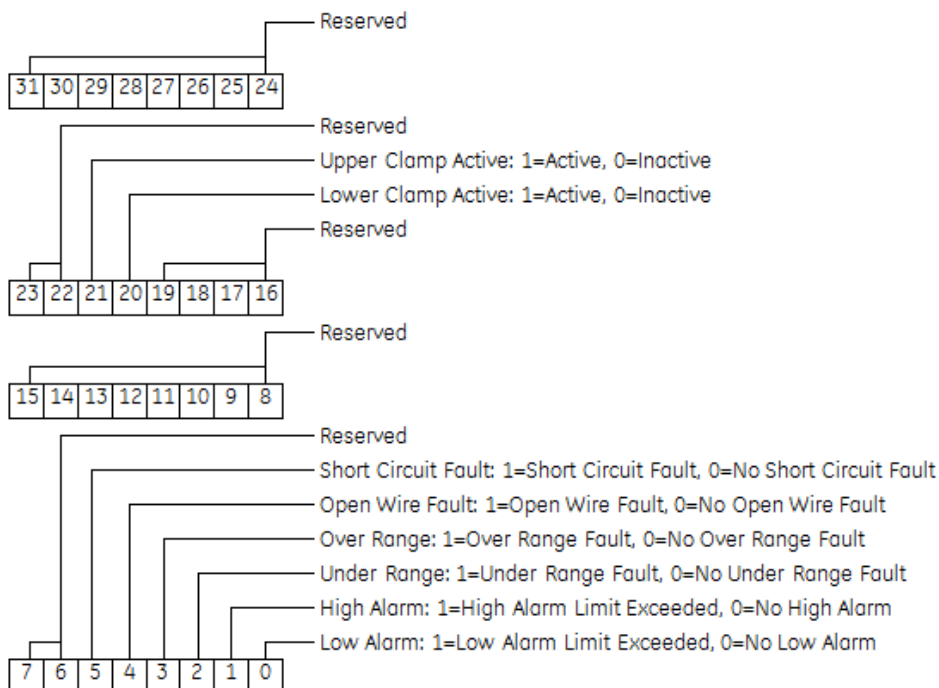 Reserved
31 30 29 28 27 26 25 24
Reserved
Upper Clamp Active: 1=Active, 0=Inactive
Lower Clamp Active: 1=Active, 0=Inactive
Reserved
23 22 21 20 19 18 17 16
Reserved
15 14 13 12 11 10 9 8
Reserved
Short Circuit Fault: 1=Short Circuit Fault, 0=No Short Circuit Fault
Open Wire Fault: 1=Open Wire Fault, 0=No Open Wire Fault
Over Range: 1=Over Range Fault, 0=No Over Range Fault
Under Range: 1=Under Range Fault, 0=No Under Range Fault
High Alarm: 1=High Alarm Limit Exceeded, 0=No High Alarm
Low Alarm: 1=Low Alarm Limit Exceeded, 0=No Low Alarm
7 6 5 4 3 2 1 0